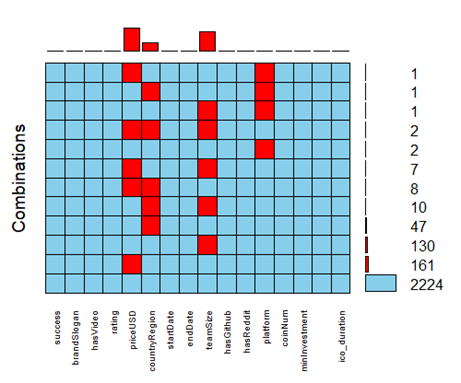 Combinations
1
1
1
2
2
7
8
10
47
130
161
2224
success
brandSlogan
hasVideo
rating
priceUSD
countryRegion
startDate
endDate
teamSize
hasGithub
hasReddit
platform
coinNum
minInvestment
ico_duration